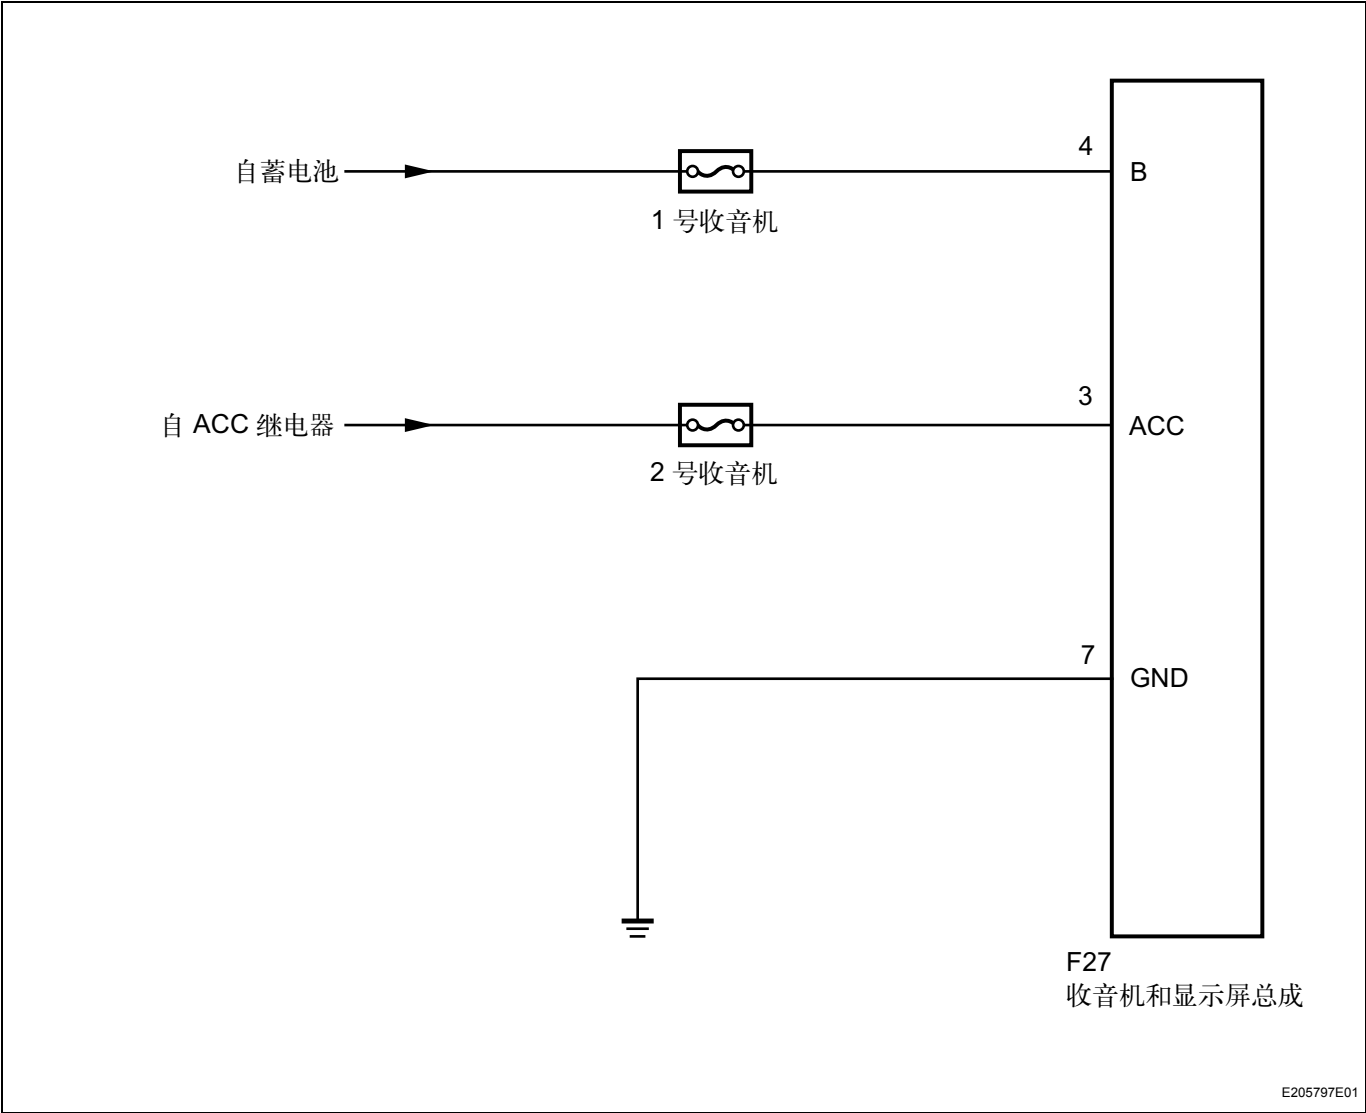 4
自蓄电池
B
1 号收音机
3
自 ACC 继电器
ACC
2 号收音机
7
GND
F27
收音机和显示屏总成
E205797E01